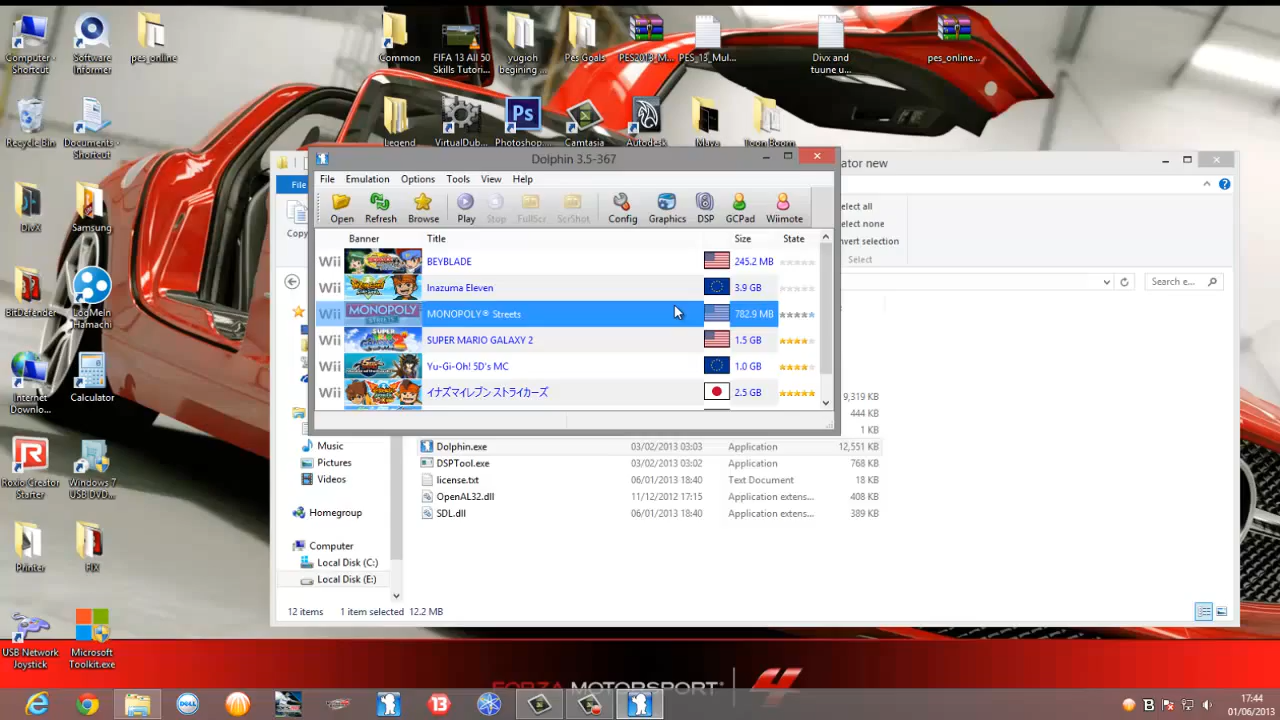 Computer - Shortcut
Software Informer
pes_online
Common
FIFA 13 All 50 Skills Tutori...
yugioh begining ...
Pes Goals
PES2013_M...
PES_13_Mul...
Divx and tuune u...
pes_online...
Recycle Bin
Documents - Shortcut
Legend
VirtualDub...
Photoshop...
Camtasia
Autodesk
Maya
Toon Boom
DivX
Samsung
BitDefender
LogMeIn Hamachi
Internet Downlo...
Calculator
Roxio Creator Starter
Windows 7 USB DVD...
Printer
FIX
USB Network Joystick
Microsoft Toolkit.exe
Dolphin 3.5-367
File Emulation Options Tools View Help
Open Refresh Browse Play Stop FullScr ScrShot Config Graphics DSP GCPad Wiimote
Banner Title Size State
Wii BEYBLADE 245.2 MB
Wii Inazuma Eleven 3.9 GB
Wii MONOPOLY MONOPOLY® Streets 782.9 MB
Wii SUPER MARIO GALAXY 2 1.5 GB
Wii Yu-Gi-Oh! 5D's MC 1.0 GB
Wii イナズマイレブン ストライカーズ 2.5 GB
ator new
File
Copy
elect all
elect none
nvert selection
Select
Search e...
9,319 KB
444 KB
1 KB
Dolphin.exe 03/02/2013 03:03 Application 12,551 KB
DSPTool.exe 03/02/2013 03:02 Application 768 KB
license.txt 06/01/2013 18:40 Text Document 18 KB
OpenAL32.dll 11/12/2012 17:15 Application extens... 408 KB
SDL.dll 06/01/2013 18:40 Application extens... 389 KB
Music
Pictures
Videos
Homegroup
Computer
Local Disk (C:)
Local Disk (E:)
12 items 1 item selected 12.2 MB
FORZA MOTORSPORT 4
17:44
01/06/2013